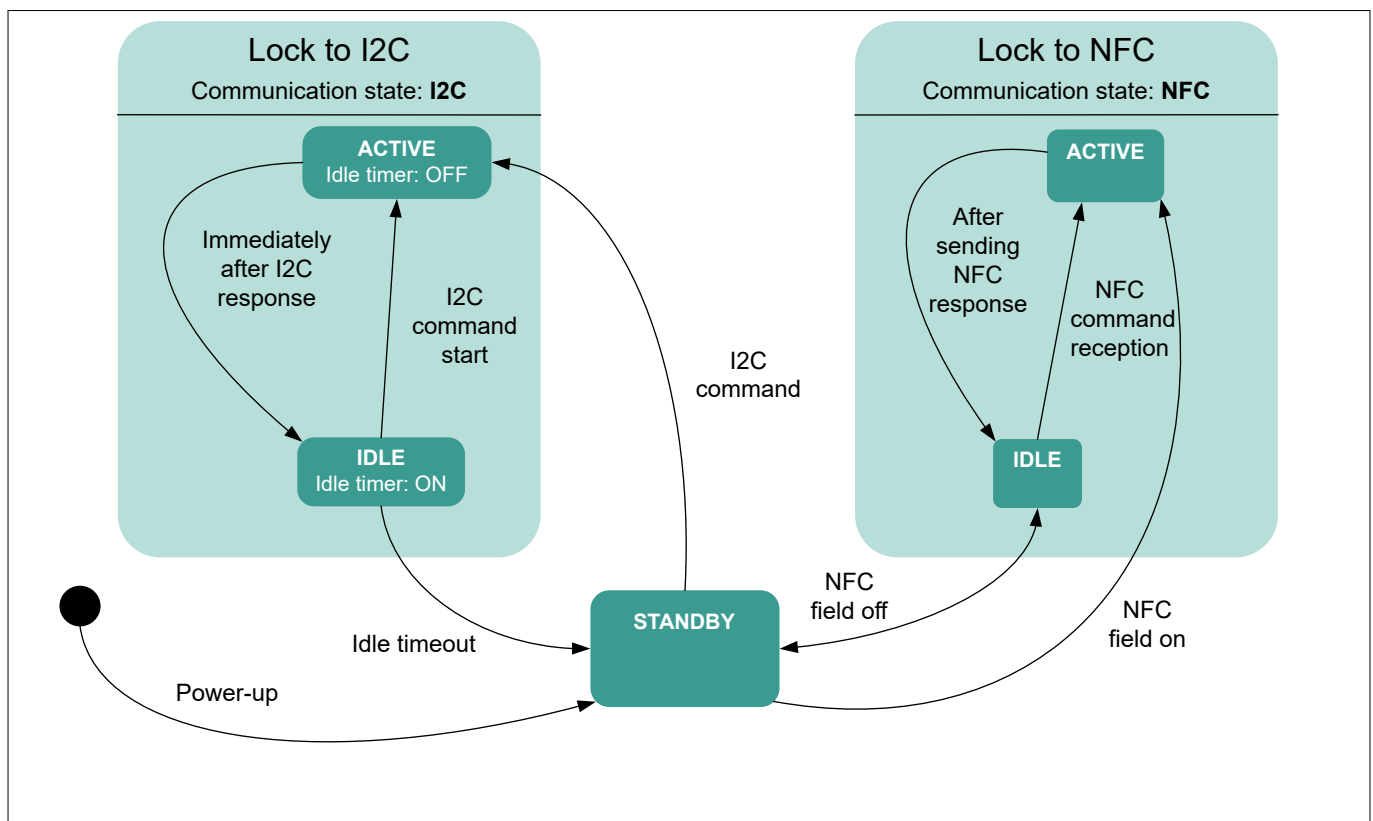 Lock to I2C
Communication state: I2C
ACTIVE
Idle timer: OFF
Immediately
after I2C
response
I2C
command
start
IDLE
Idle timer: ON
Lock to NFC
Communication state: NFC
ACTIVE
After
sending
NFC
response
NFC
command
reception
IDLE
I2C
command
NFC
field off
NFC
field on
STANDBY
Idle timeout
Power-up